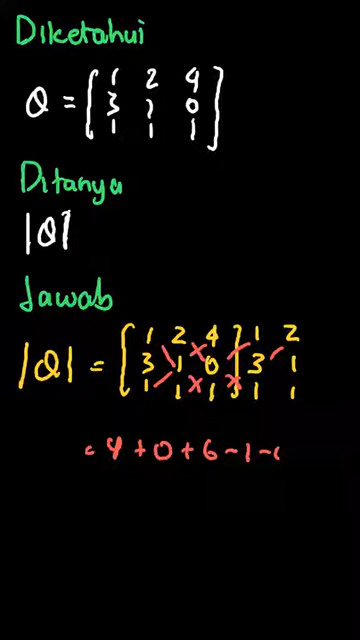 Diketahui
Q = [ 1 2 4
3 1 0
1 1 1 ]
Ditanya
|Q|
Jawab
|Q| = [ 1 2 4 ] 1 2
3 1 0 3 1
1 1 1 1 1
= 4 + 0 + 6 - 1 -